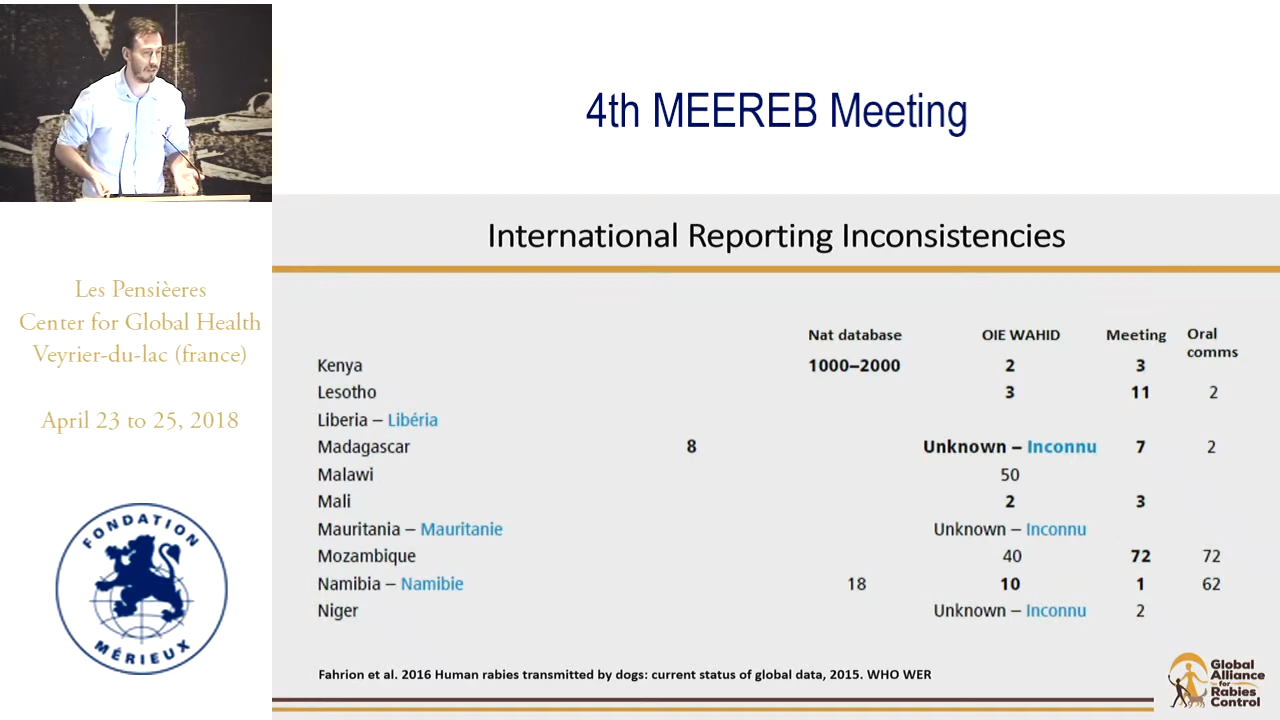 4th MEEREB Meeting
International Reporting Inconsistencies
Les Pensièeres
Center for Global Health
Veyrier-du-lac (france)
April 23 to 25, 2018
FONDATION
MÉRIEUX
Nat database OIE WAHID Meeting Oral comms
Kenya 1000–2000 2 3
Lesotho 3 11 2
Liberia – Libéria
Madagascar 8 Unknown – Inconnu 7 2
Malawi 50
Mali 2 3
Mauritania – Mauritanie Unknown – Inconnu
Mozambique 40 72 72
Namibia – Namibie 18 10 1 62
Niger Unknown – Inconnu 2
Fahrion et al. 2016 Human rabies transmitted by dogs: current status of global data, 2015. WHO WER
Global
Alliance
for
Rabies
Control